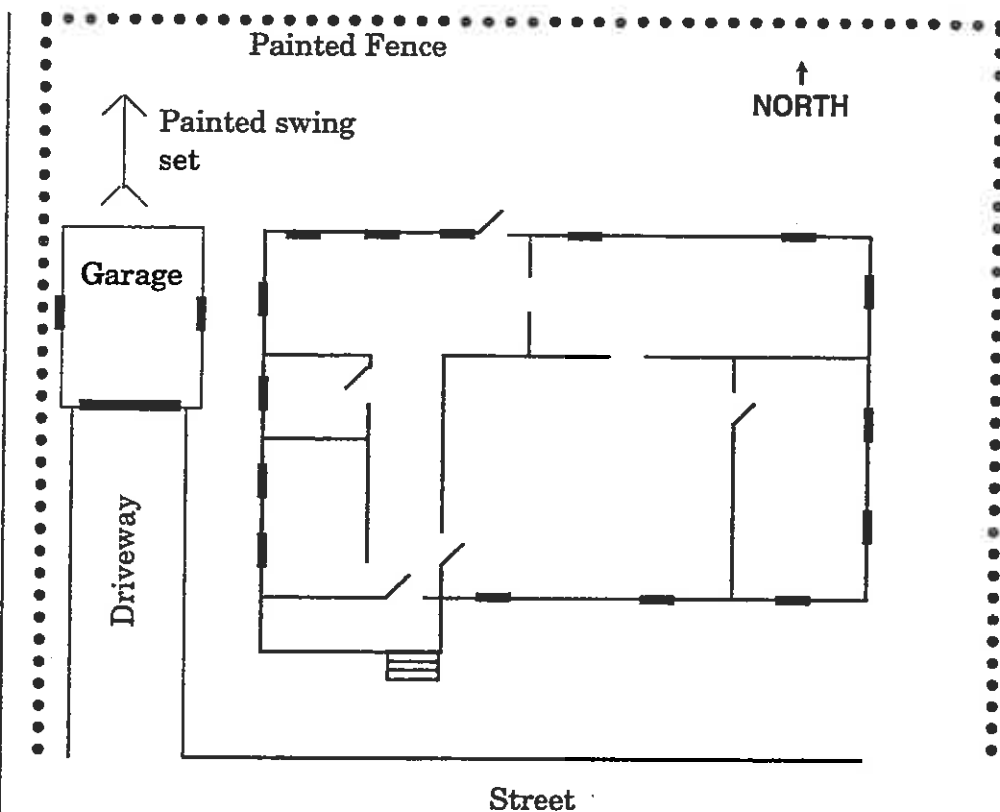 Painted Fence
NORTH
Painted swing
set
Garage
Driveway
Street